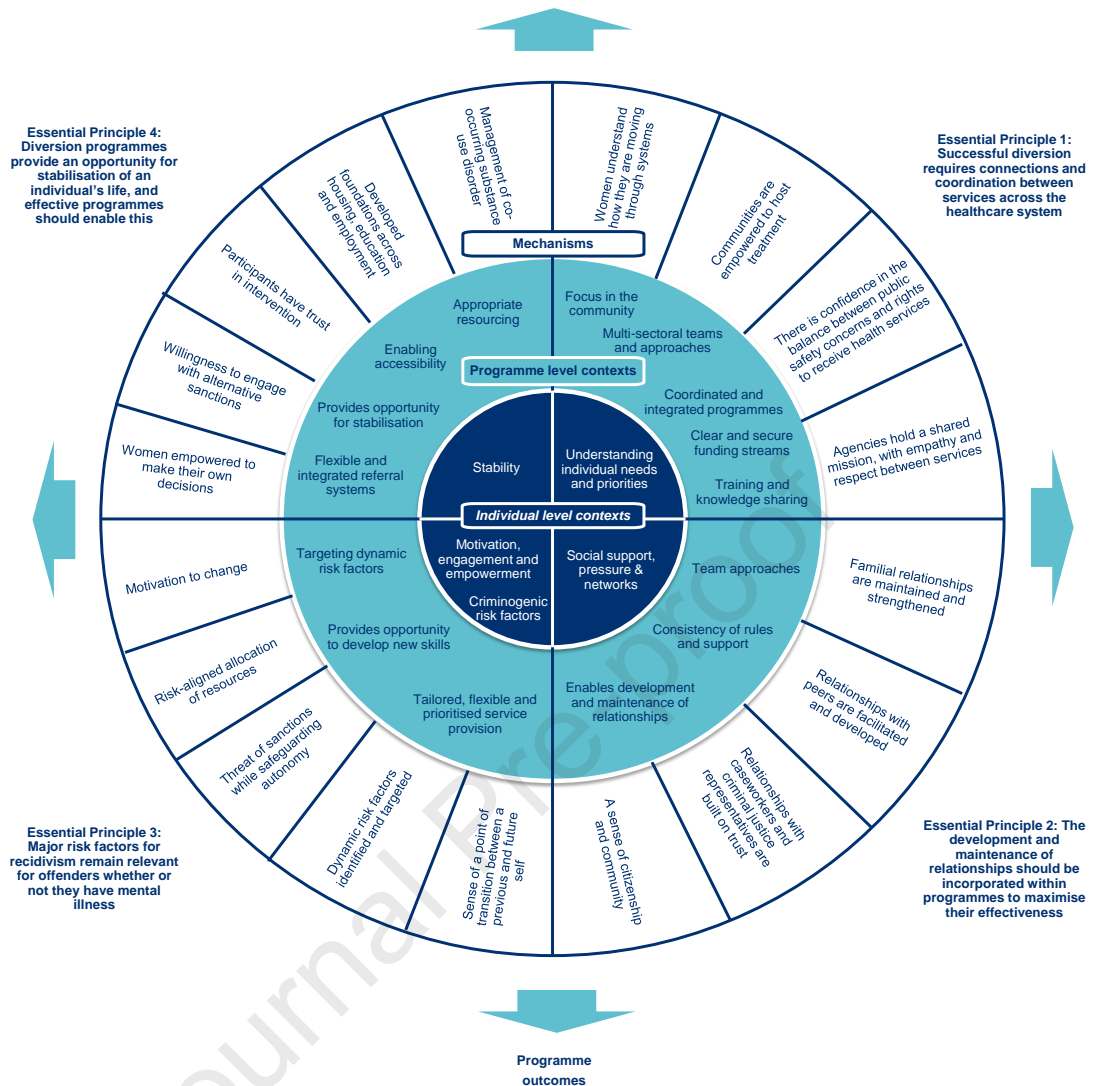 Essential Principle 4:
Diversion programmes
provide an opportunity for
stabilisation of an
individual's life, and
effective programmes
should enable this
Essential Principle 1:
Successful diversion
requires connections and
coordination between
services across the
healthcare system
Management of co-
occurring substance
use disorder
Women understand
how they are moving
through systems
Developed
foundations across
housing, education
and employment
Communities are
empowered to host
treatment
Participants have trust
in intervention
There is confidence in the
balance between public
safety concerns and rights
to receive health services
Willingness to engage
with alternative
sanctions
Agencies hold a shared
mission, with empathy and
respect between services
Women empowered to
make their own
decisions
Mechanisms
Appropriate
resourcing
Focus in the
community
Enabling
accessibility
Multi-sectoral teams
and approaches
Programme level contexts
Provides opportunity
for stabilisation
Coordinated and
integrated programmes
Clear and secure
funding streams
Flexible and
integrated referral
systems
Training and
knowledge sharing
Stability
Understanding
individual needs
and priorities
Individual level contexts
Motivation,
engagement and
empowerment
Criminogenic
risk factors
Social support,
pressure &
networks
Targeting dynamic
risk factors
Team approaches
Provides opportunity
to develop new skills
Consistency of rules
and support
Tailored, flexible and
prioritised service
provision
Enables development
and maintenance of
relationships
Motivation to change
Familial relationships
are maintained and
strengthened
Risk-aligned allocation
of resources
Relationships with
peers are facilitated
and developed
Threat of sanctions
while safeguarding
autonomy
Relationships with
caseworkers and
criminal justice
representatives are
built on trust
Dynamic risk factors
identified and targeted
Sense of a point of
transition between a
previous and future
self
A sense of citizenship
and community
Essential Principle 3:
Major risk factors for
recidivism remain relevant
for offenders whether or
not they have mental
illness
Essential Principle 2: The
development and
maintenance of
relationships should be
incorporated within
programmes to maximise
their effectiveness
Programme
outcomes
Journal Pre-proof